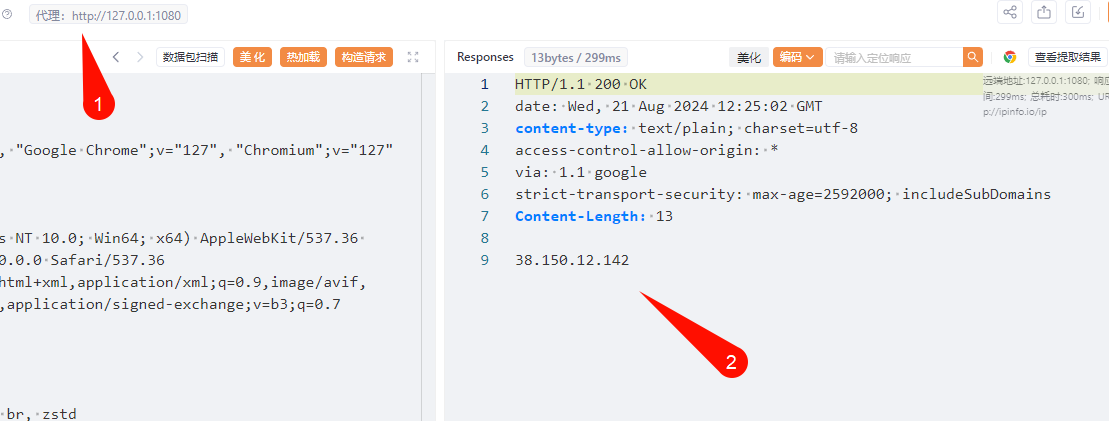 代理: http://127.0.0.1:1080
1
数据包扫描 美化 热加载 构造请求
, "Google Chrome";v="127", "Chromium";v="127"
s NT 10.0; Win64; x64) AppleWebKit/537.36
0.0.0 Safari/537.36
html+xml,application/xml;q=0.9,image/avif,
,application/signed-exchange;v=b3;q=0.7
br, zstd
Responses 13bytes / 299ms 美化 编码 请输入定位响应 查看提取结果
远端地址:127.0.0.1:1080; 响应
间:299ms; 总耗时:300ms; UR
p://ipinfo.io/ip
1 HTTP/1.1 200 OK
2 date: Wed, 21 Aug 2024 12:25:02 GMT
3 content-type: text/plain; charset=utf-8
4 access-control-allow-origin: *
5 via: 1.1 google
6 strict-transport-security: max-age=2592000; includeSubDomains
7 Content-Length: 13
8
9 38.150.12.142
2